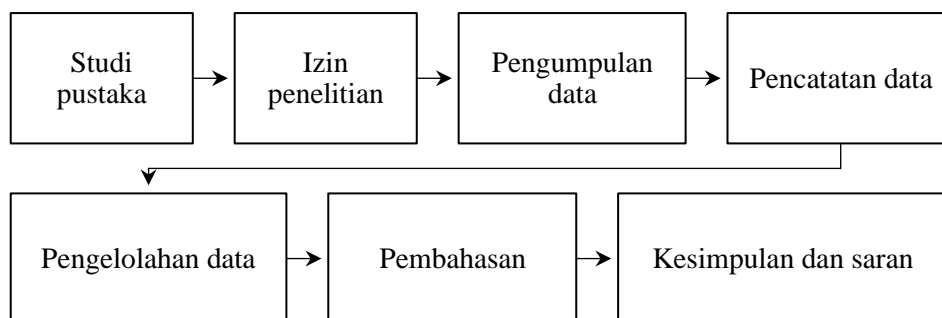 Studi
pustaka
Izin
penelitian
Pengumpulan
data
Pencatatan data
Pengelolahan data
Pembahasan
Kesimpulan dan saran